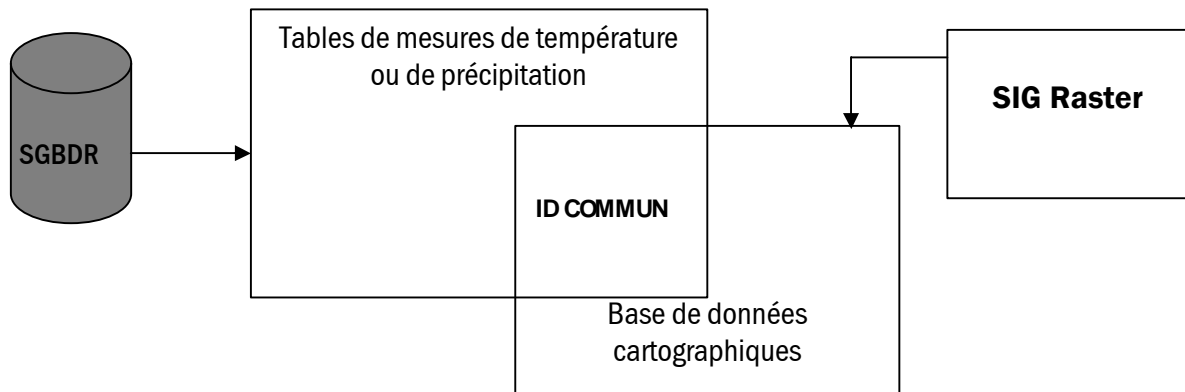 Tables de mesures de température
ou de précipitation
SIG Raster
SGBDR
ID COMMUN
Base de données
cartographiques